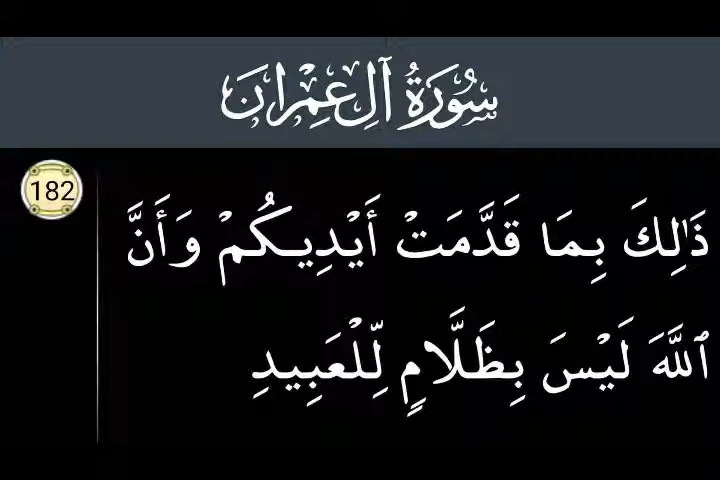 سُورَةُ آلِ عِمْرَانَ
182
ذَٰلِكَ بِمَا قَدَّمَتْ أَيْدِيكُمْ وَأَنَّ
ٱللَّهَ لَيْسَ بِظَلَّامٍ لِّلْعَبِيدِ